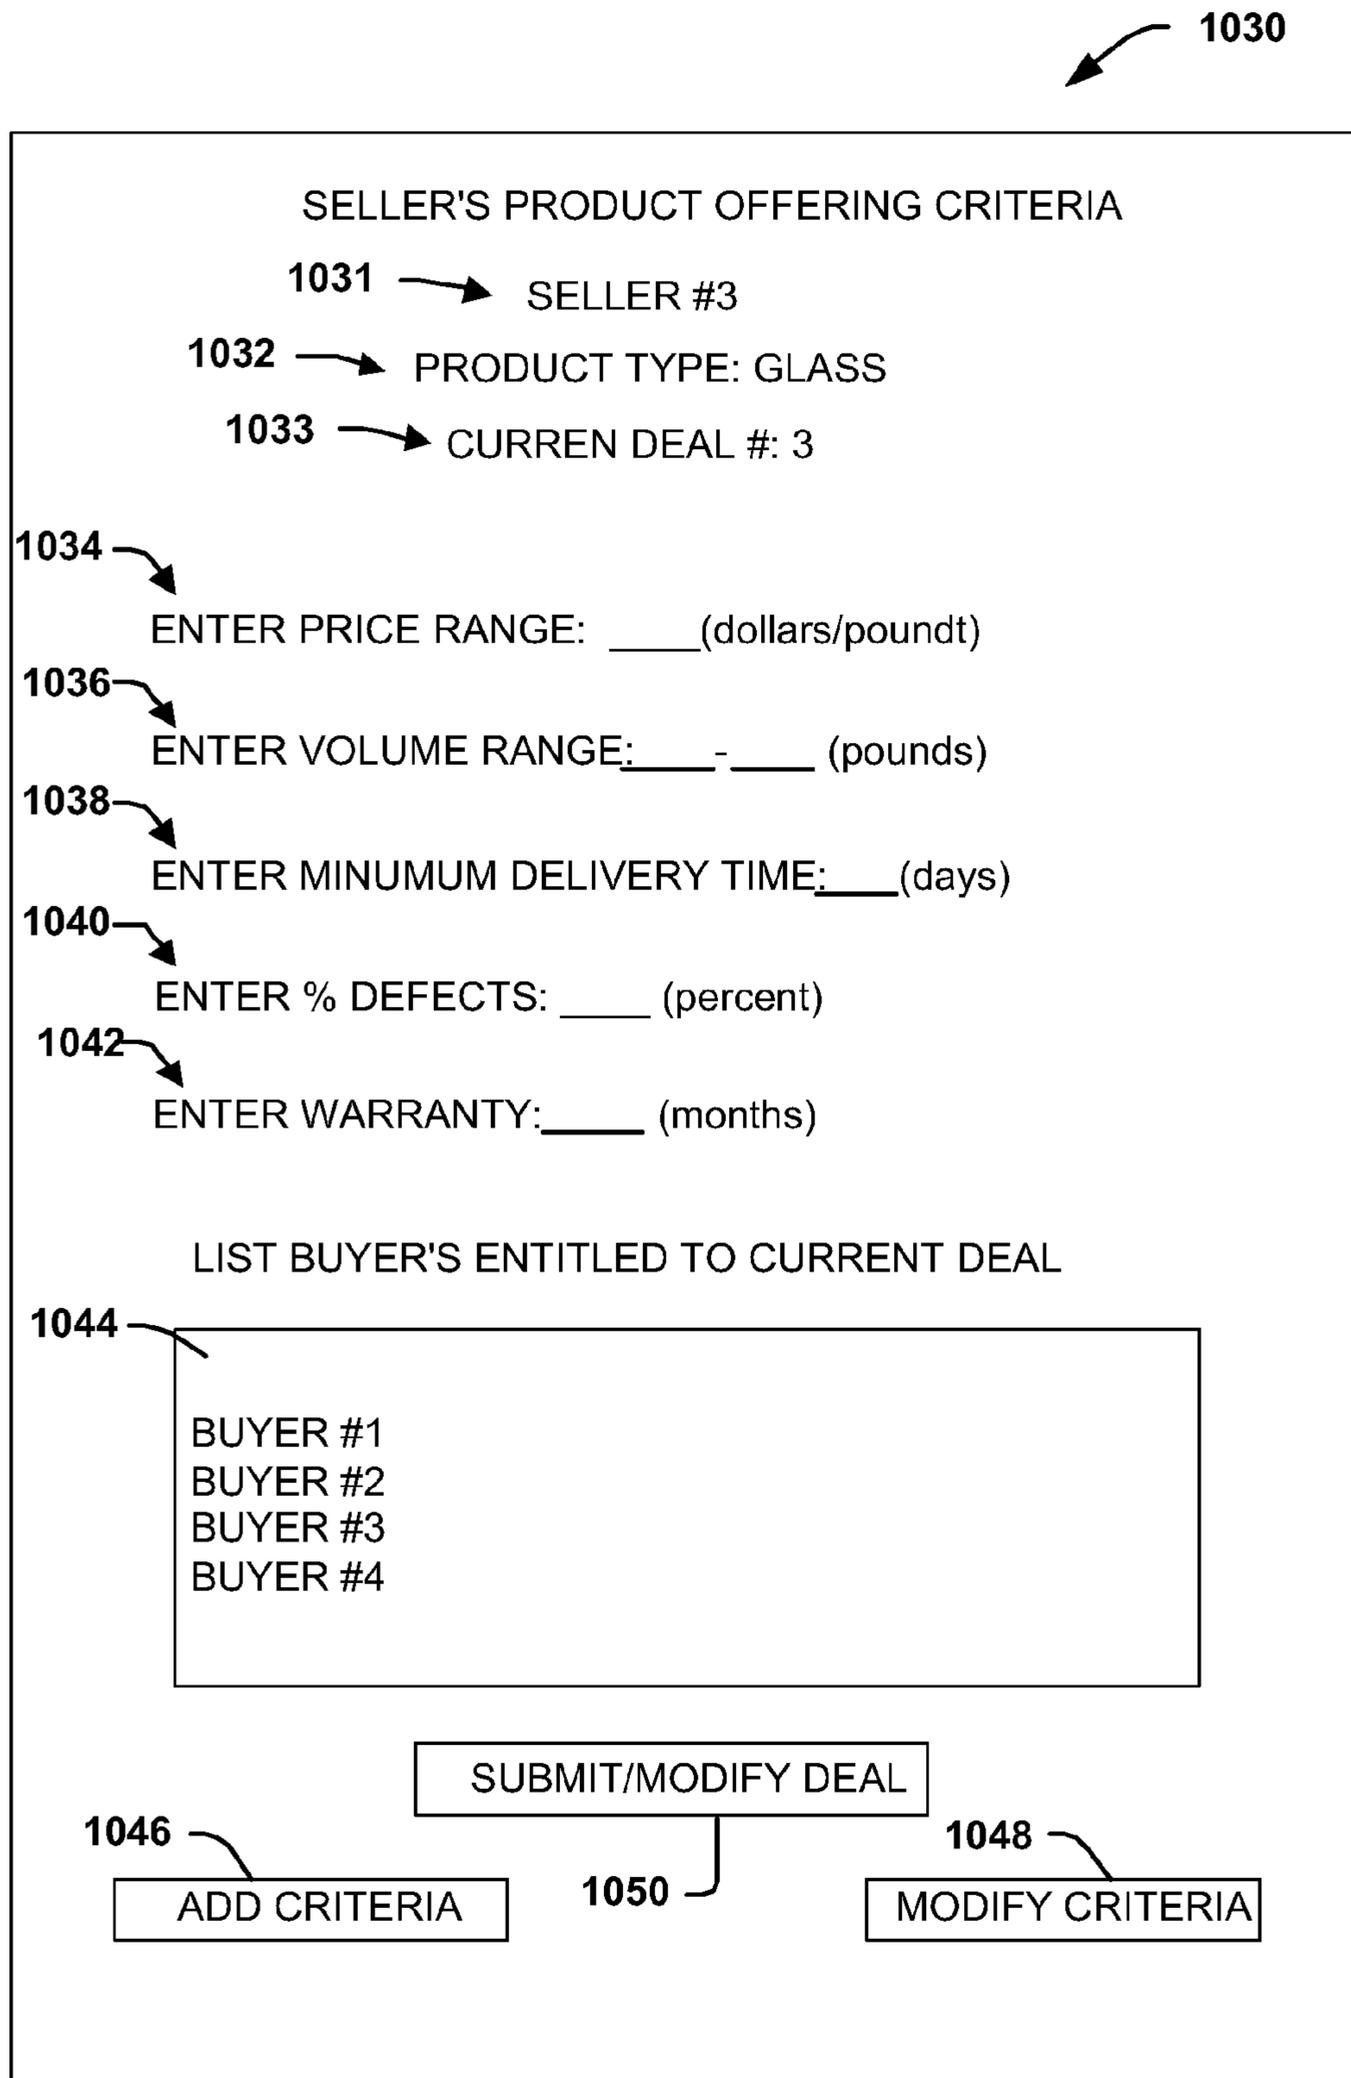 1030
SELLER'S PRODUCT OFFERING CRITERIA
1031 SELLER #3
1032 PRODUCT TYPE: GLASS
1033 CURREN DEAL #: 3
1034
ENTER PRICE RANGE: ____(dollars/poundt)
1036
ENTER VOLUME RANGE:____-____ (pounds)
1038
ENTER MINUMUM DELIVERY TIME:____(days)
1040
ENTER % DEFECTS: ____ (percent)
1042
ENTER WARRANTY:____ (months)
LIST BUYER'S ENTITLED TO CURRENT DEAL
1044
BUYER #1
BUYER #2
BUYER #3
BUYER #4
SUBMIT/MODIFY DEAL
1046
1048
1050
ADD CRITERIA
MODIFY CRITERIA